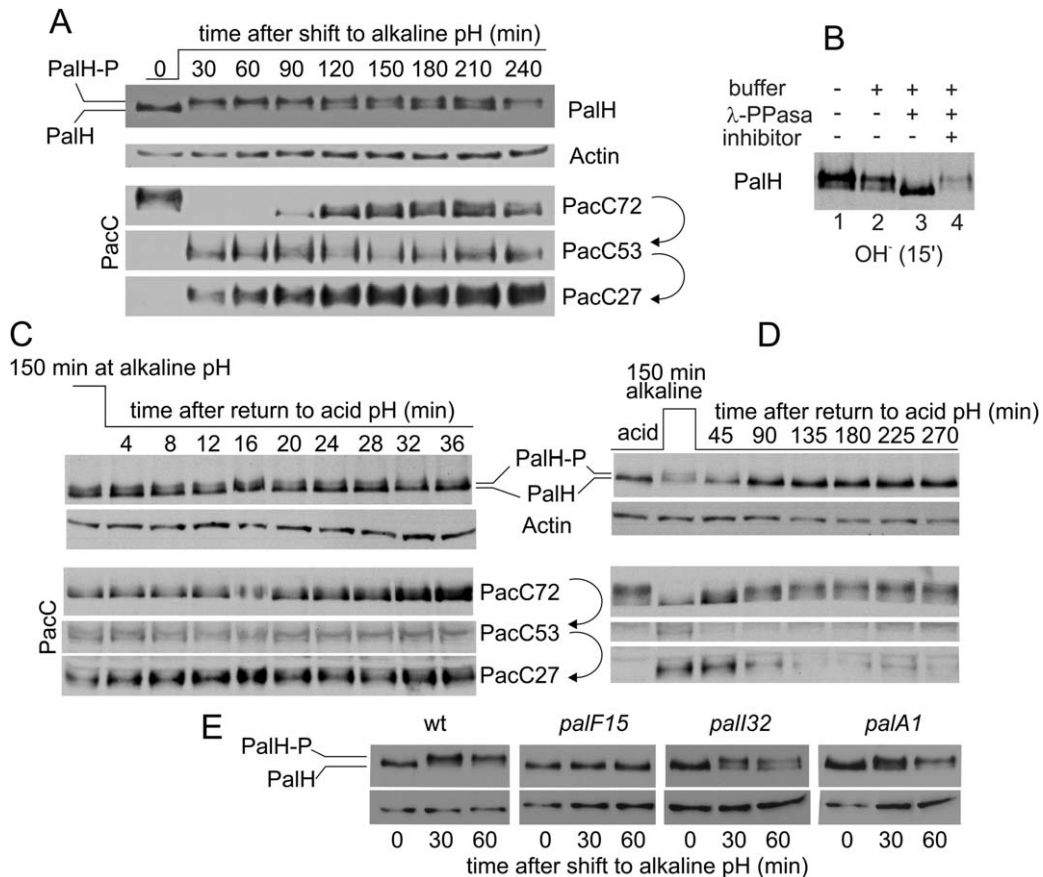 A
time after shift to alkaline pH (min)
PalH-P
0 30 60 90 120 150 180 210 240
PalH
PalH
Actin
PacC
PacC72
PacC53
PacC27
B
buffer - + + +
λ-PPasa - - + +
inhibitor - - - +
PalH
1 2 3 4
OH⁻ (15')
C
150 min at alkaline pH
time after return to acid pH (min)
4 8 12 16 20 24 28 32 36
PalH-P
PalH
Actin
PacC
PacC72
PacC53
PacC27
D
150 min
alkaline
time after return to acid pH (min)
acid 45 90 135 180 225 270
E
wt palF15 palI32 palA1
PalH-P
PalH
0 30 60 0 30 60 0 30 60 0 30 60
time after shift to alkaline pH (min)